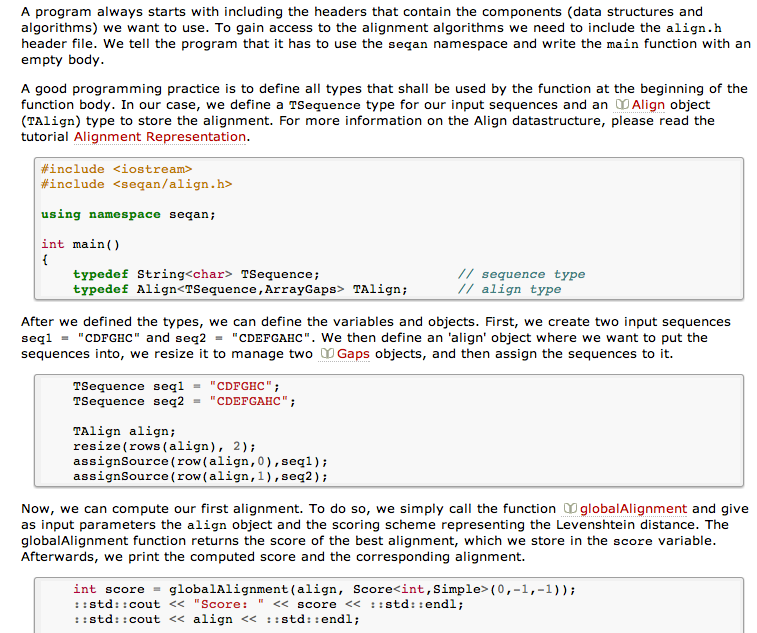 A program always starts with including the headers that contain the components (data structures and
algorithms) we want to use. To gain access to the alignment algorithms we need to include the align.h
header file. We tell the program that it has to use the seqan namespace and write the main function with an
empty body.
A good programming practice is to define all types that shall be used by the function at the beginning of the
function body. In our case, we define a TSequence type for our input sequences and an Align object
(TAlign) type to store the alignment. For more information on the Align datastructure, please read the
tutorial Alignment Representation.
#include <iostream>
#include <seqan/align.h>
using namespace seqan;
int main()
{
    typedef String<char> TSequence;                 // sequence type
    typedef Align<TSequence,ArrayGaps> TAlign;      // align type
After we defined the types, we can define the variables and objects. First, we create two input sequences
seq1 = "CDFGHC" and seq2 = "CDEFGAHC". We then define an 'align' object where we want to put the
sequences into, we resize it to manage two Gaps objects, and then assign the sequences to it.
    TSequence seq1 = "CDFGHC";
    TSequence seq2 = "CDEFGAHC";
    TAlign align;
    resize(rows(align), 2);
    assignSource(row(align,0),seq1);
    assignSource(row(align,1),seq2);
Now, we can compute our first alignment. To do so, we simply call the function globalAlignment and give
as input parameters the align object and the scoring scheme representing the Levenshtein distance. The
globalAlignment function returns the score of the best alignment, which we store in the score variable.
Afterwards, we print the computed score and the corresponding alignment.
    int score = globalAlignment(align, Score<int,Simple>(0,-1,-1));
    ::std::cout << "Score: " << score << ::std::endl;
    ::std::cout << align << ::std::endl;